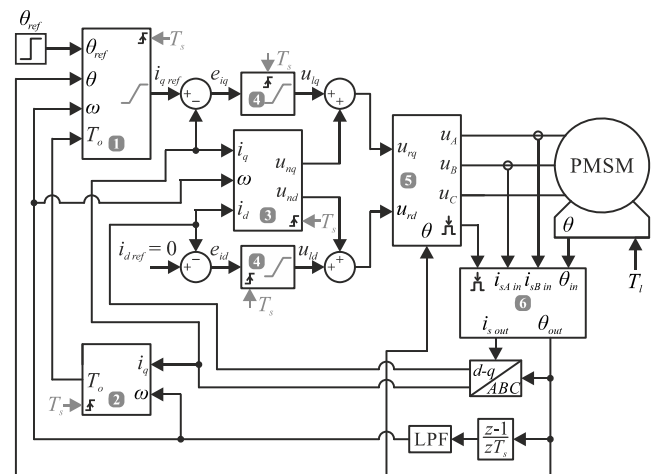 θref
θref
θ
ω
To
Ts
1
iq ref
+
−
eiq
Ts
4
ulq
+
+
iq
ω
id
unq
und
3
Ts
id ref = 0
+
−
eid
4
Ts
uld
+
+
urq
urd
5
θ
uA
uB
uC
PMSM
θ
Tl
isA in
isB in
θin
6
is out
θout
d-q
ABC
To
iq
ω
2
Ts
LPF
z-1
zTs